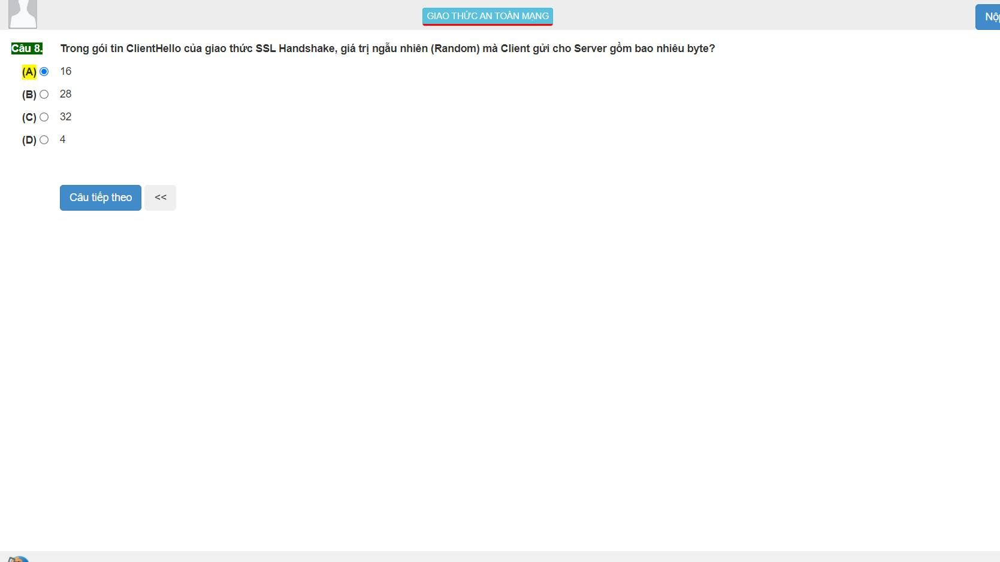 GIAO THỨC AN TOÀN MẠNG
Câu 8. Trong gói tin ClientHello của giao thức SSL Handshake, giá trị ngẫu nhiên (Random) mà Client gửi cho Server gồm bao nhiêu byte?
(A) 16
(B) 28
(C) 32
(D) 4
Câu tiếp theo <<